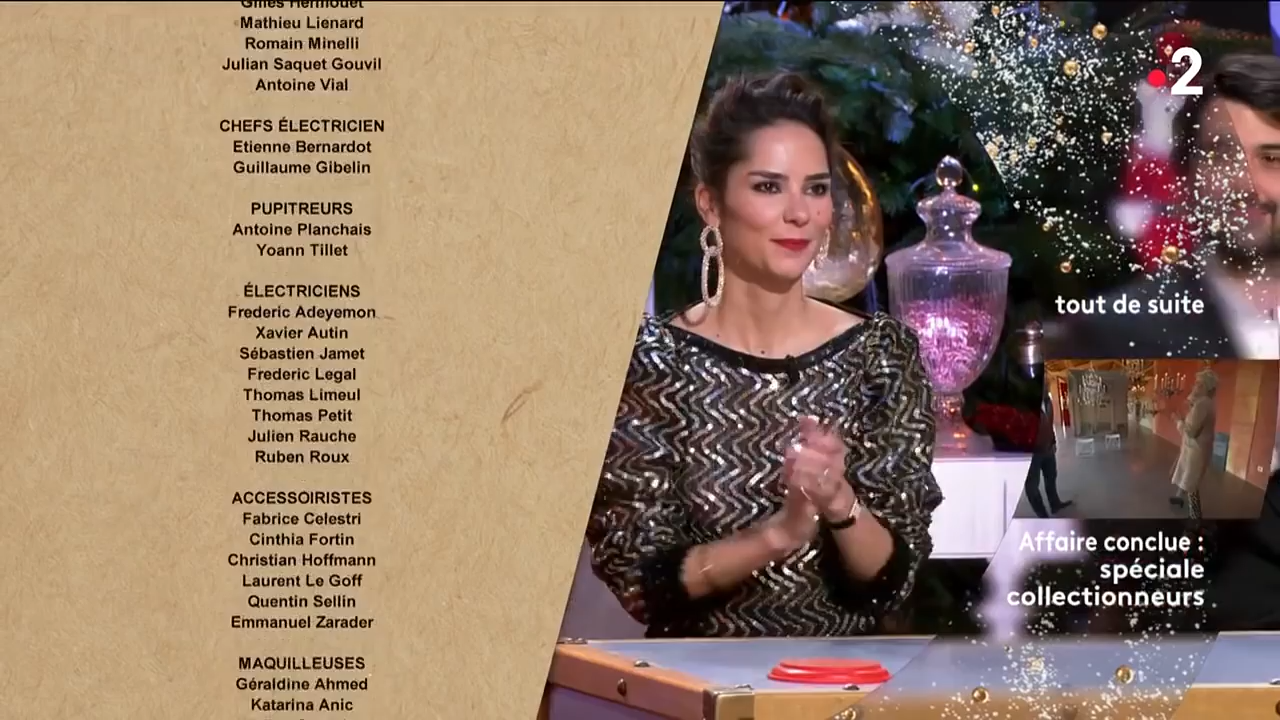 Gilles Hermouet
Mathieu Lienard
Romain Minelli
Julian Saquet Gouvil
Antoine Vial
CHEFS ÉLECTRICIEN
Etienne Bernardot
Guillaume Gibelin
PUPITREURS
Antoine Planchais
Yoann Tillet
ÉLECTRICIENS
Frederic Adeyemon
Xavier Autin
Sébastien Jamet
Frederic Legal
Thomas Limeul
Thomas Petit
Julien Rauche
Ruben Roux
ACCESSOIRISTES
Fabrice Celestri
Cinthia Fortin
Christian Hoffmann
Laurent Le Goff
Quentin Sellin
Emmanuel Zarader
MAQUILLEUSES
Géraldine Ahmed
Katarina Anic
2
tout de suite
Affaire conclue :
spéciale
collectionneurs